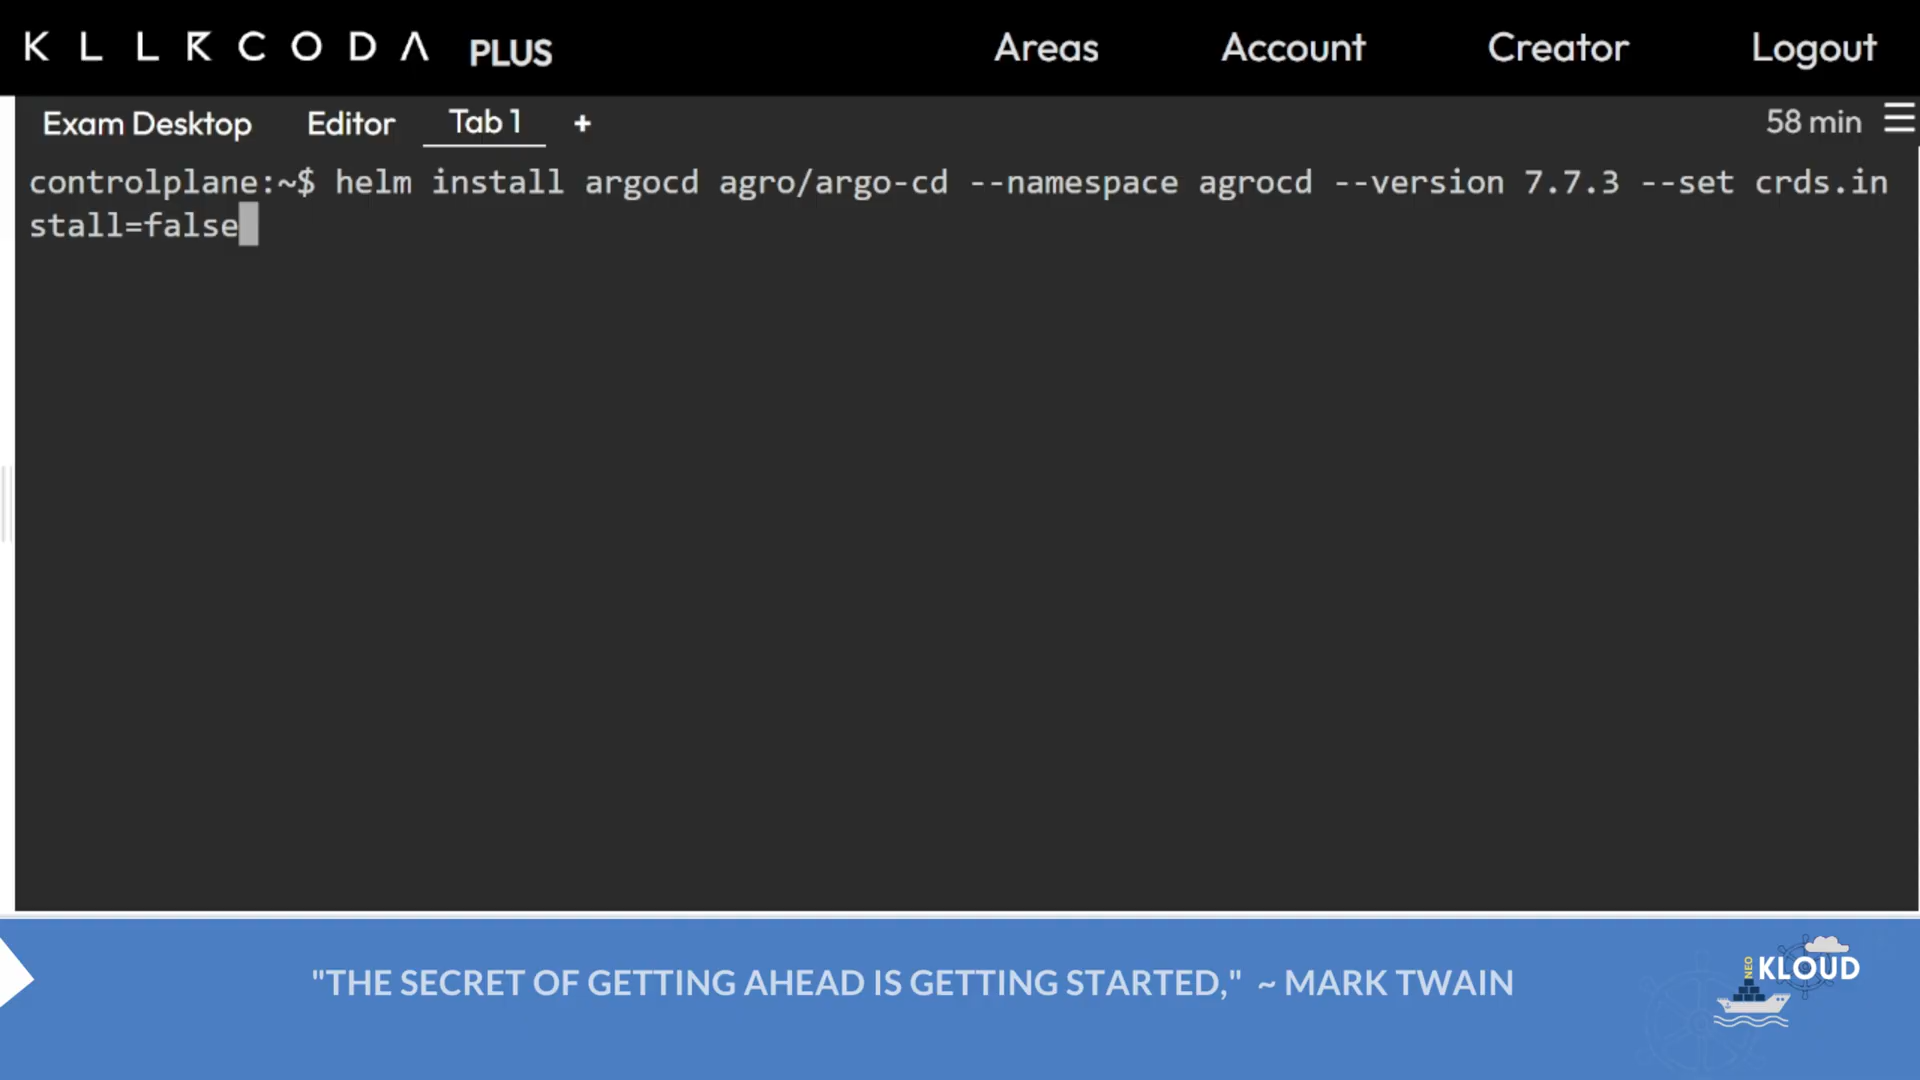 KLLRCODA PLUS Areas Account Creator Logout
Exam Desktop Editor Tab 1 + 58 min
controlplane:~$ helm install argocd agro/argo-cd --namespace agrocd --version 7.7.3 --set crds.in
stall=false
"THE SECRET OF GETTING AHEAD IS GETTING STARTED," ~ MARK TWAIN
NEO KLOUD